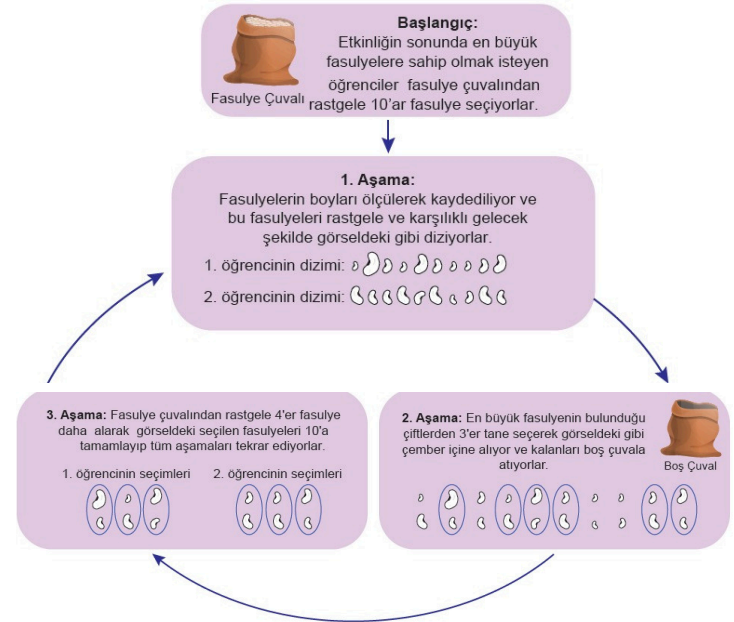 Başlangıç:
Etkinliğin sonunda en büyük
fasulyelere sahip olmak isteyen
öğrenciler fasulye çuvalından
rastgele 10'ar fasulye seçiyorlar.
Fasulye Çuvalı
1. Aşama:
Fasulyelerin boyları ölçülerek kaydediliyor ve
bu fasulyeleri rastgele ve karşılıklı gelecek
şekilde görseldeki gibi diziyorlar.
1. öğrencinin dizimi:
2. öğrencinin dizimi:
3. Aşama: Fasulye çuvalından rastgele 4'er fasulye
daha alarak görseldeki seçilen fasulyeleri 10'a
tamamlayıp tüm aşamaları tekrar ediyorlar.
1. öğrencinin seçimleri
2. öğrencinin seçimleri
2. Aşama: En büyük fasulyenin bulunduğu
çiftlerden 3'er tane seçerek görseldeki gibi
çember içine alıyor ve kalanları boş çuvala
atıyorlar.
Boş Çuval